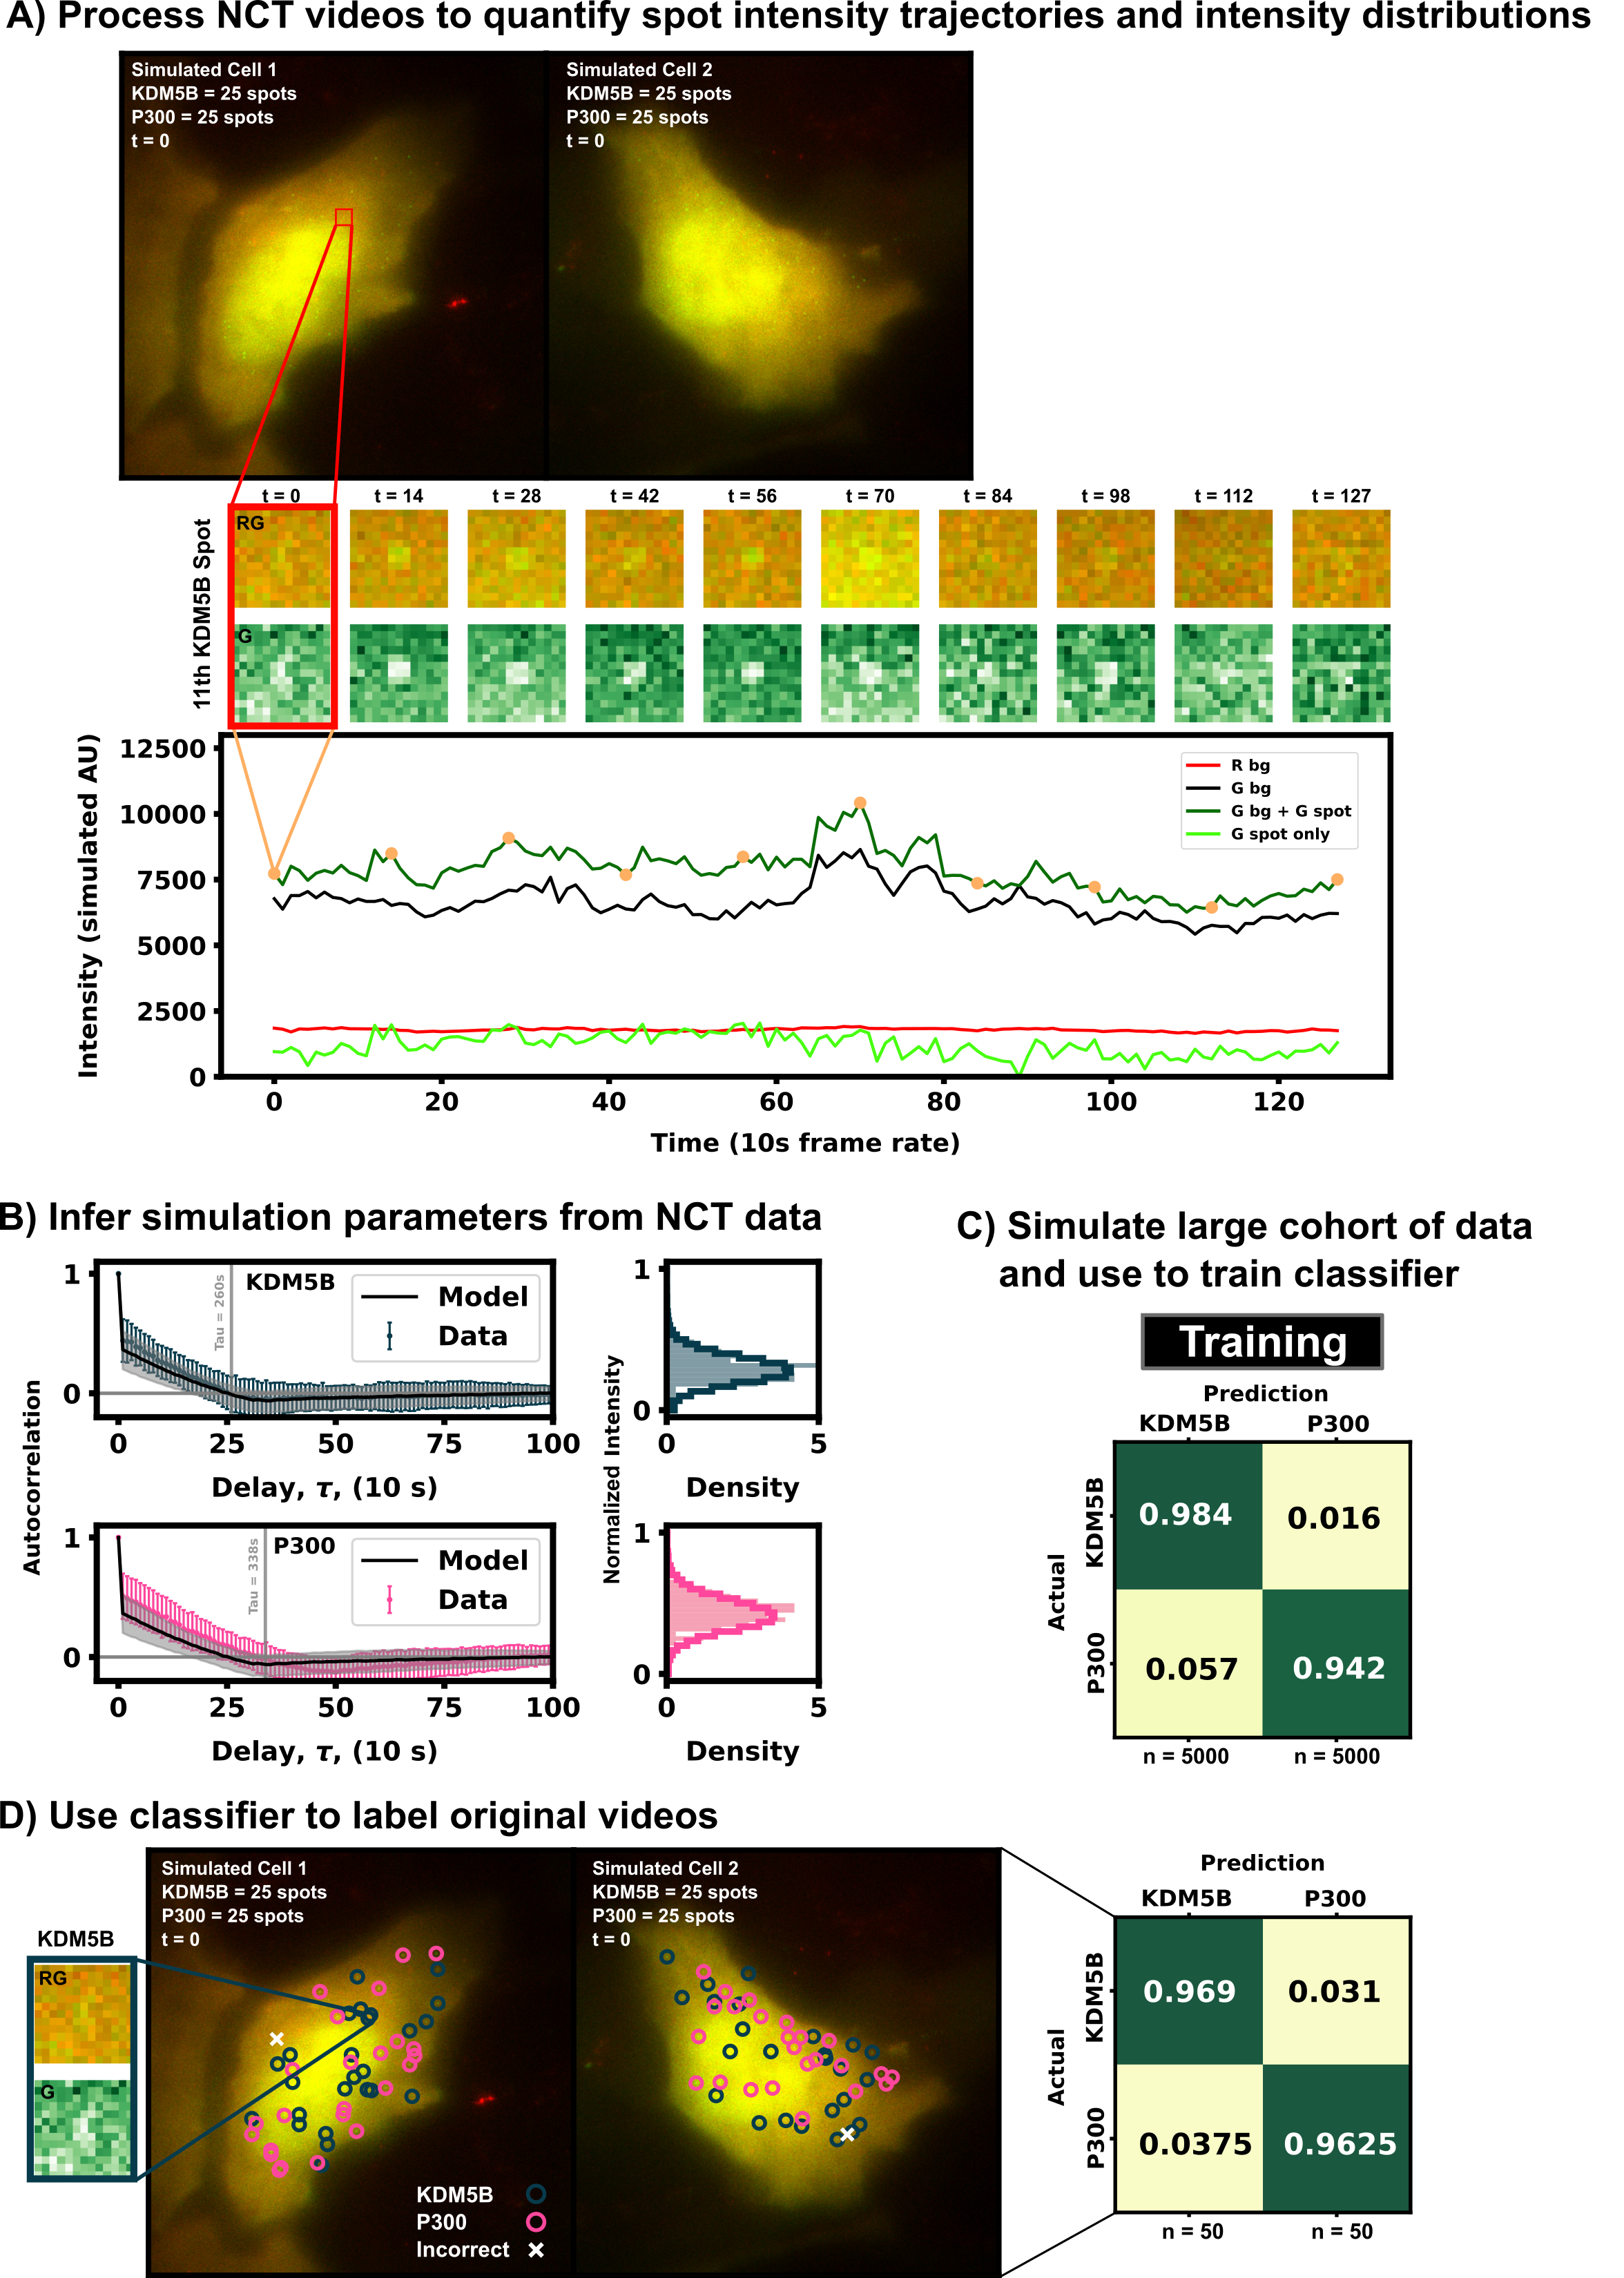 A) Process NCT videos to quantify spot intensity trajectories and intensity distributions
Simulated Cell 1
KDM5B = 25 spots
P300 = 25 spots
t = 0
Simulated Cell 2
KDM5B = 25 spots
P300 = 25 spots
t = 0
t = 0 t = 14 t = 28 t = 42 t = 56 t = 70 t = 84 t = 98 t = 112 t = 127
11th KDM5B Spot
RG
G
Intensity (simulated AU)
12500
10000
7500
5000
2500
0
R bg
G bg
G bg + G spot
G spot only
0 20 40 60 80 100 120
Time (10s frame rate)
B) Infer simulation parameters from NCT data
Autocorrelation
1
0
Tau = 260s
KDM5B
Model
Data
0 25 50 75 100
Delay, τ, (10 s)
Normalized Intensity
1
0
0 5
Density
1
0
Tau = 338s
P300
Model
Data
0 25 50 75 100
Delay, τ, (10 s)
1
0
0 5
Density
C) Simulate large cohort of data
and use to train classifier
Training
Prediction
KDM5B P300
Actual
KDM5B
0.984 0.016
P300
0.057 0.942
n = 5000 n = 5000
D) Use classifier to label original videos
KDM5B
RG
G
Simulated Cell 1
KDM5B = 25 spots
P300 = 25 spots
t = 0
Simulated Cell 2
KDM5B = 25 spots
P300 = 25 spots
t = 0
KDM5B
P300
Incorrect
Prediction
KDM5B P300
Actual
KDM5B
0.969 0.031
P300
0.0375 0.9625
n = 50 n = 50